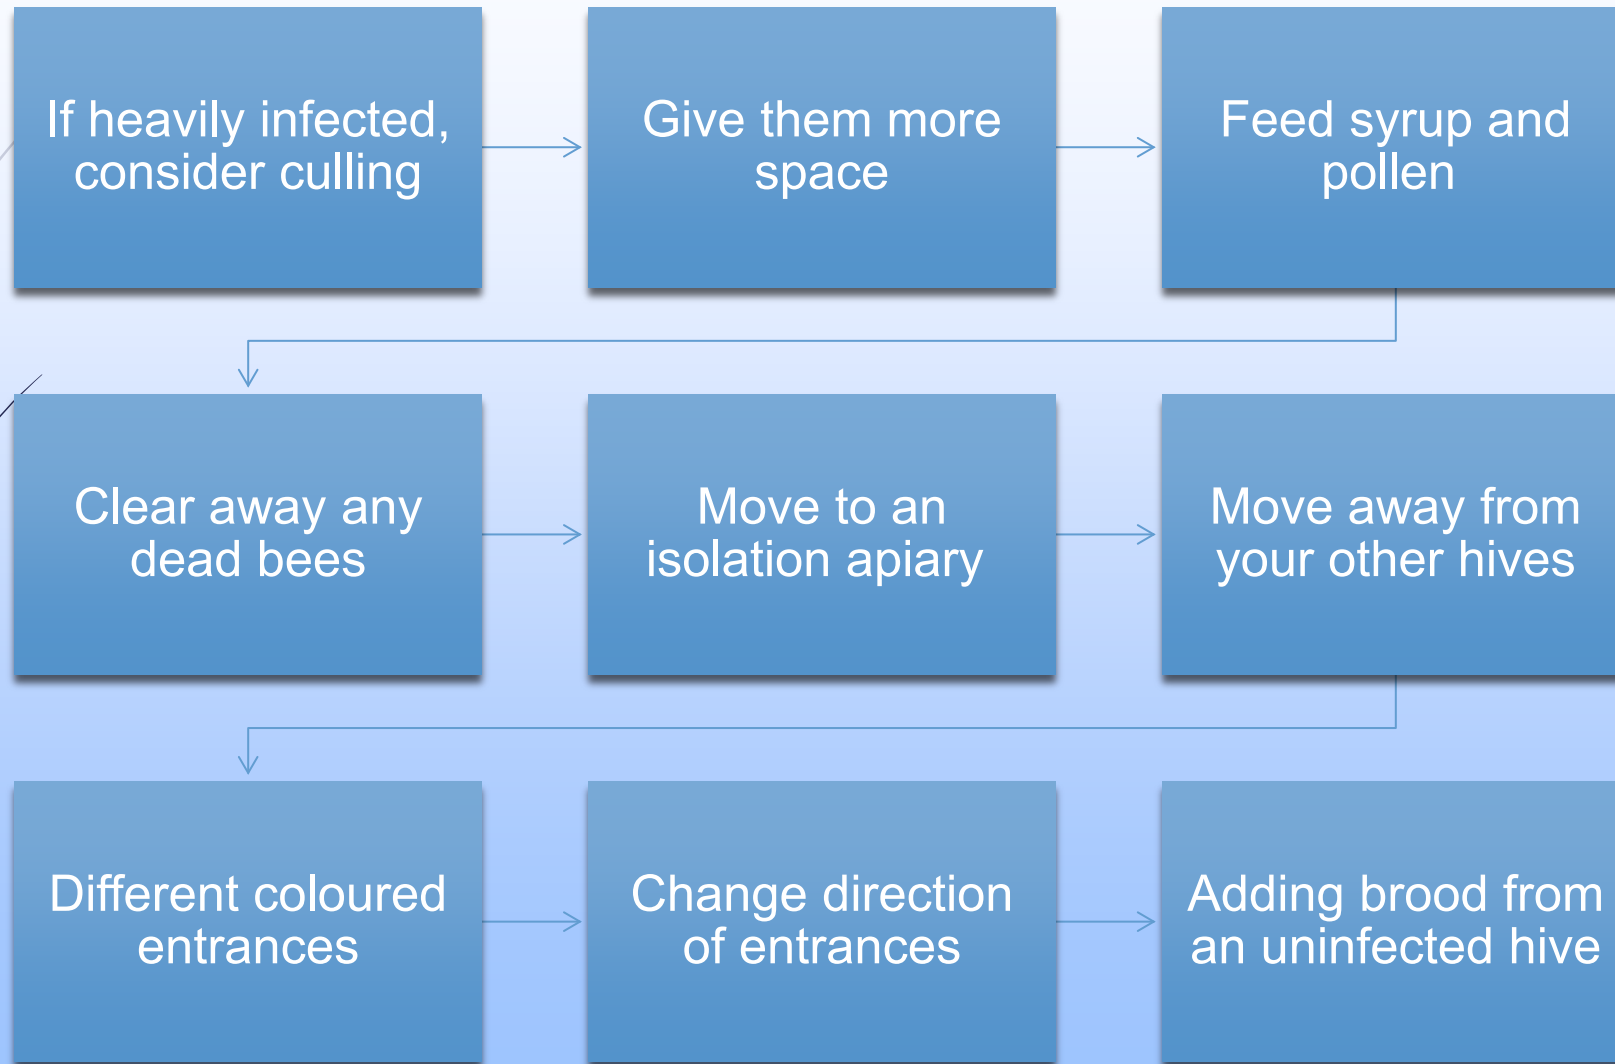 If heavily infected,
consider culling
Give them more
space
Feed syrup and
pollen
Clear away any
dead bees
Move to an
isolation apiary
Move away from
your other hives
Different coloured
entrances
Change direction
of entrances
Adding brood from
an uninfected hive